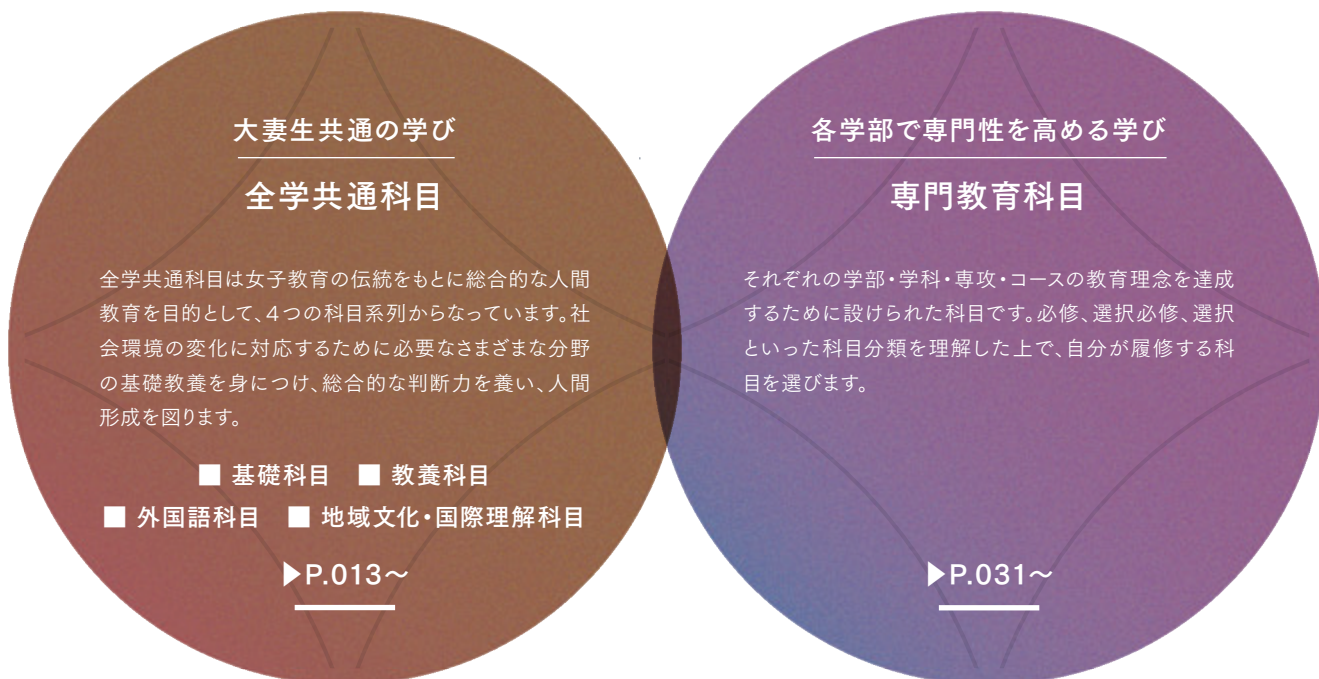 大妻生共通の学び
全学共通科目
全学共通科目は女子教育の伝統をもとに総合的な人間
教育を目的として、4つの科目系列からなっています。社
会環境の変化に対応するために必要なさまざまな分野
の基礎教養を身につけ、総合的な判断力を養い、人間
形成を図ります。
■ 基礎科目 ■ 教養科目
■ 外国語科目 ■ 地域文化・国際理解科目
▶P.013〜
各学部で専門性を高める学び
専門教育科目
それぞれの学部・学科・専攻・コースの教育理念を達成
するために設けられた科目です。必修、選択必修、選択
といった科目分類を理解した上で、自分が履修する科
目を選びます。
▶P.031〜